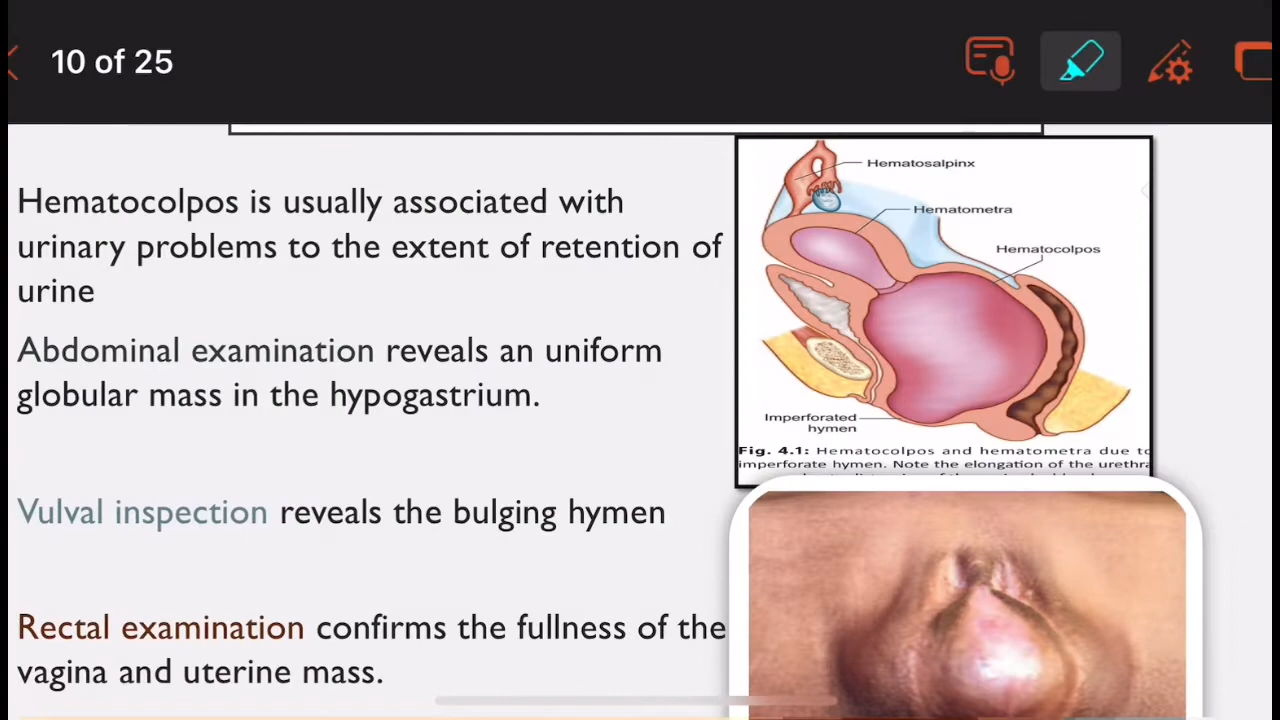 10 of 25
Hematocolpos is usually associated with
urinary problems to the extent of retention of
urine
Abdominal examination reveals an uniform
globular mass in the hypogastrium.
Vulval inspection reveals the bulging hymen
Rectal examination confirms the fullness of the
vagina and uterine mass.
Hematosalpinx
Hematometra
Hematocolpos
Imperforated
hymen
Fig. 4.1: Hematocolpos and hematometra due to
imperforate hymen. Note the elongation of the urethra